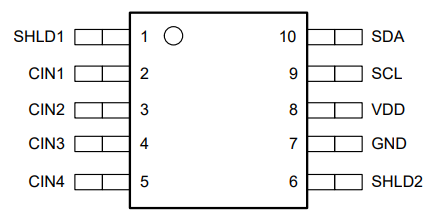 SHLD1 1 10 SDA
CIN1 2 9 SCL
CIN2 3 8 VDD
CIN3 4 7 GND
CIN4 5 6 SHLD2